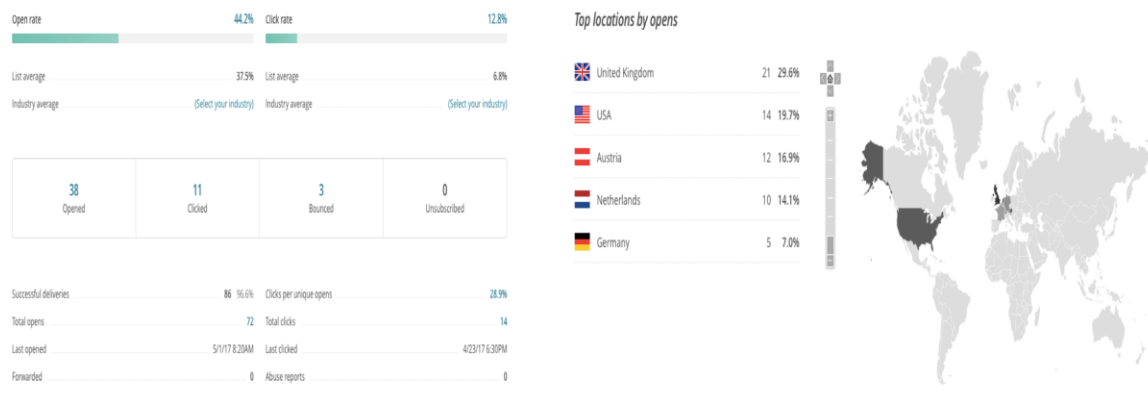 Open rate 44.2% Click rate 12.8%
List average 37.5% List average 6.8%
Industry average (Select your industry) Industry average (Select your industry)
38 11 3 0
Opened Clicked Bounced Unsubscribed
Successful deliveries 86 96.6% Clicks per unique opens 28.9%
Total opens 72 Total clicks 14
Last opened 5/1/17 8:20AM Last clicked 4/23/17 6:30PM
Forwarded 0 Abuse reports 0
Top locations by opens
United Kingdom 21 29.6%
USA 14 19.7%
Austria 12 16.9%
Netherlands 10 14.1%
Germany 5 7.0%